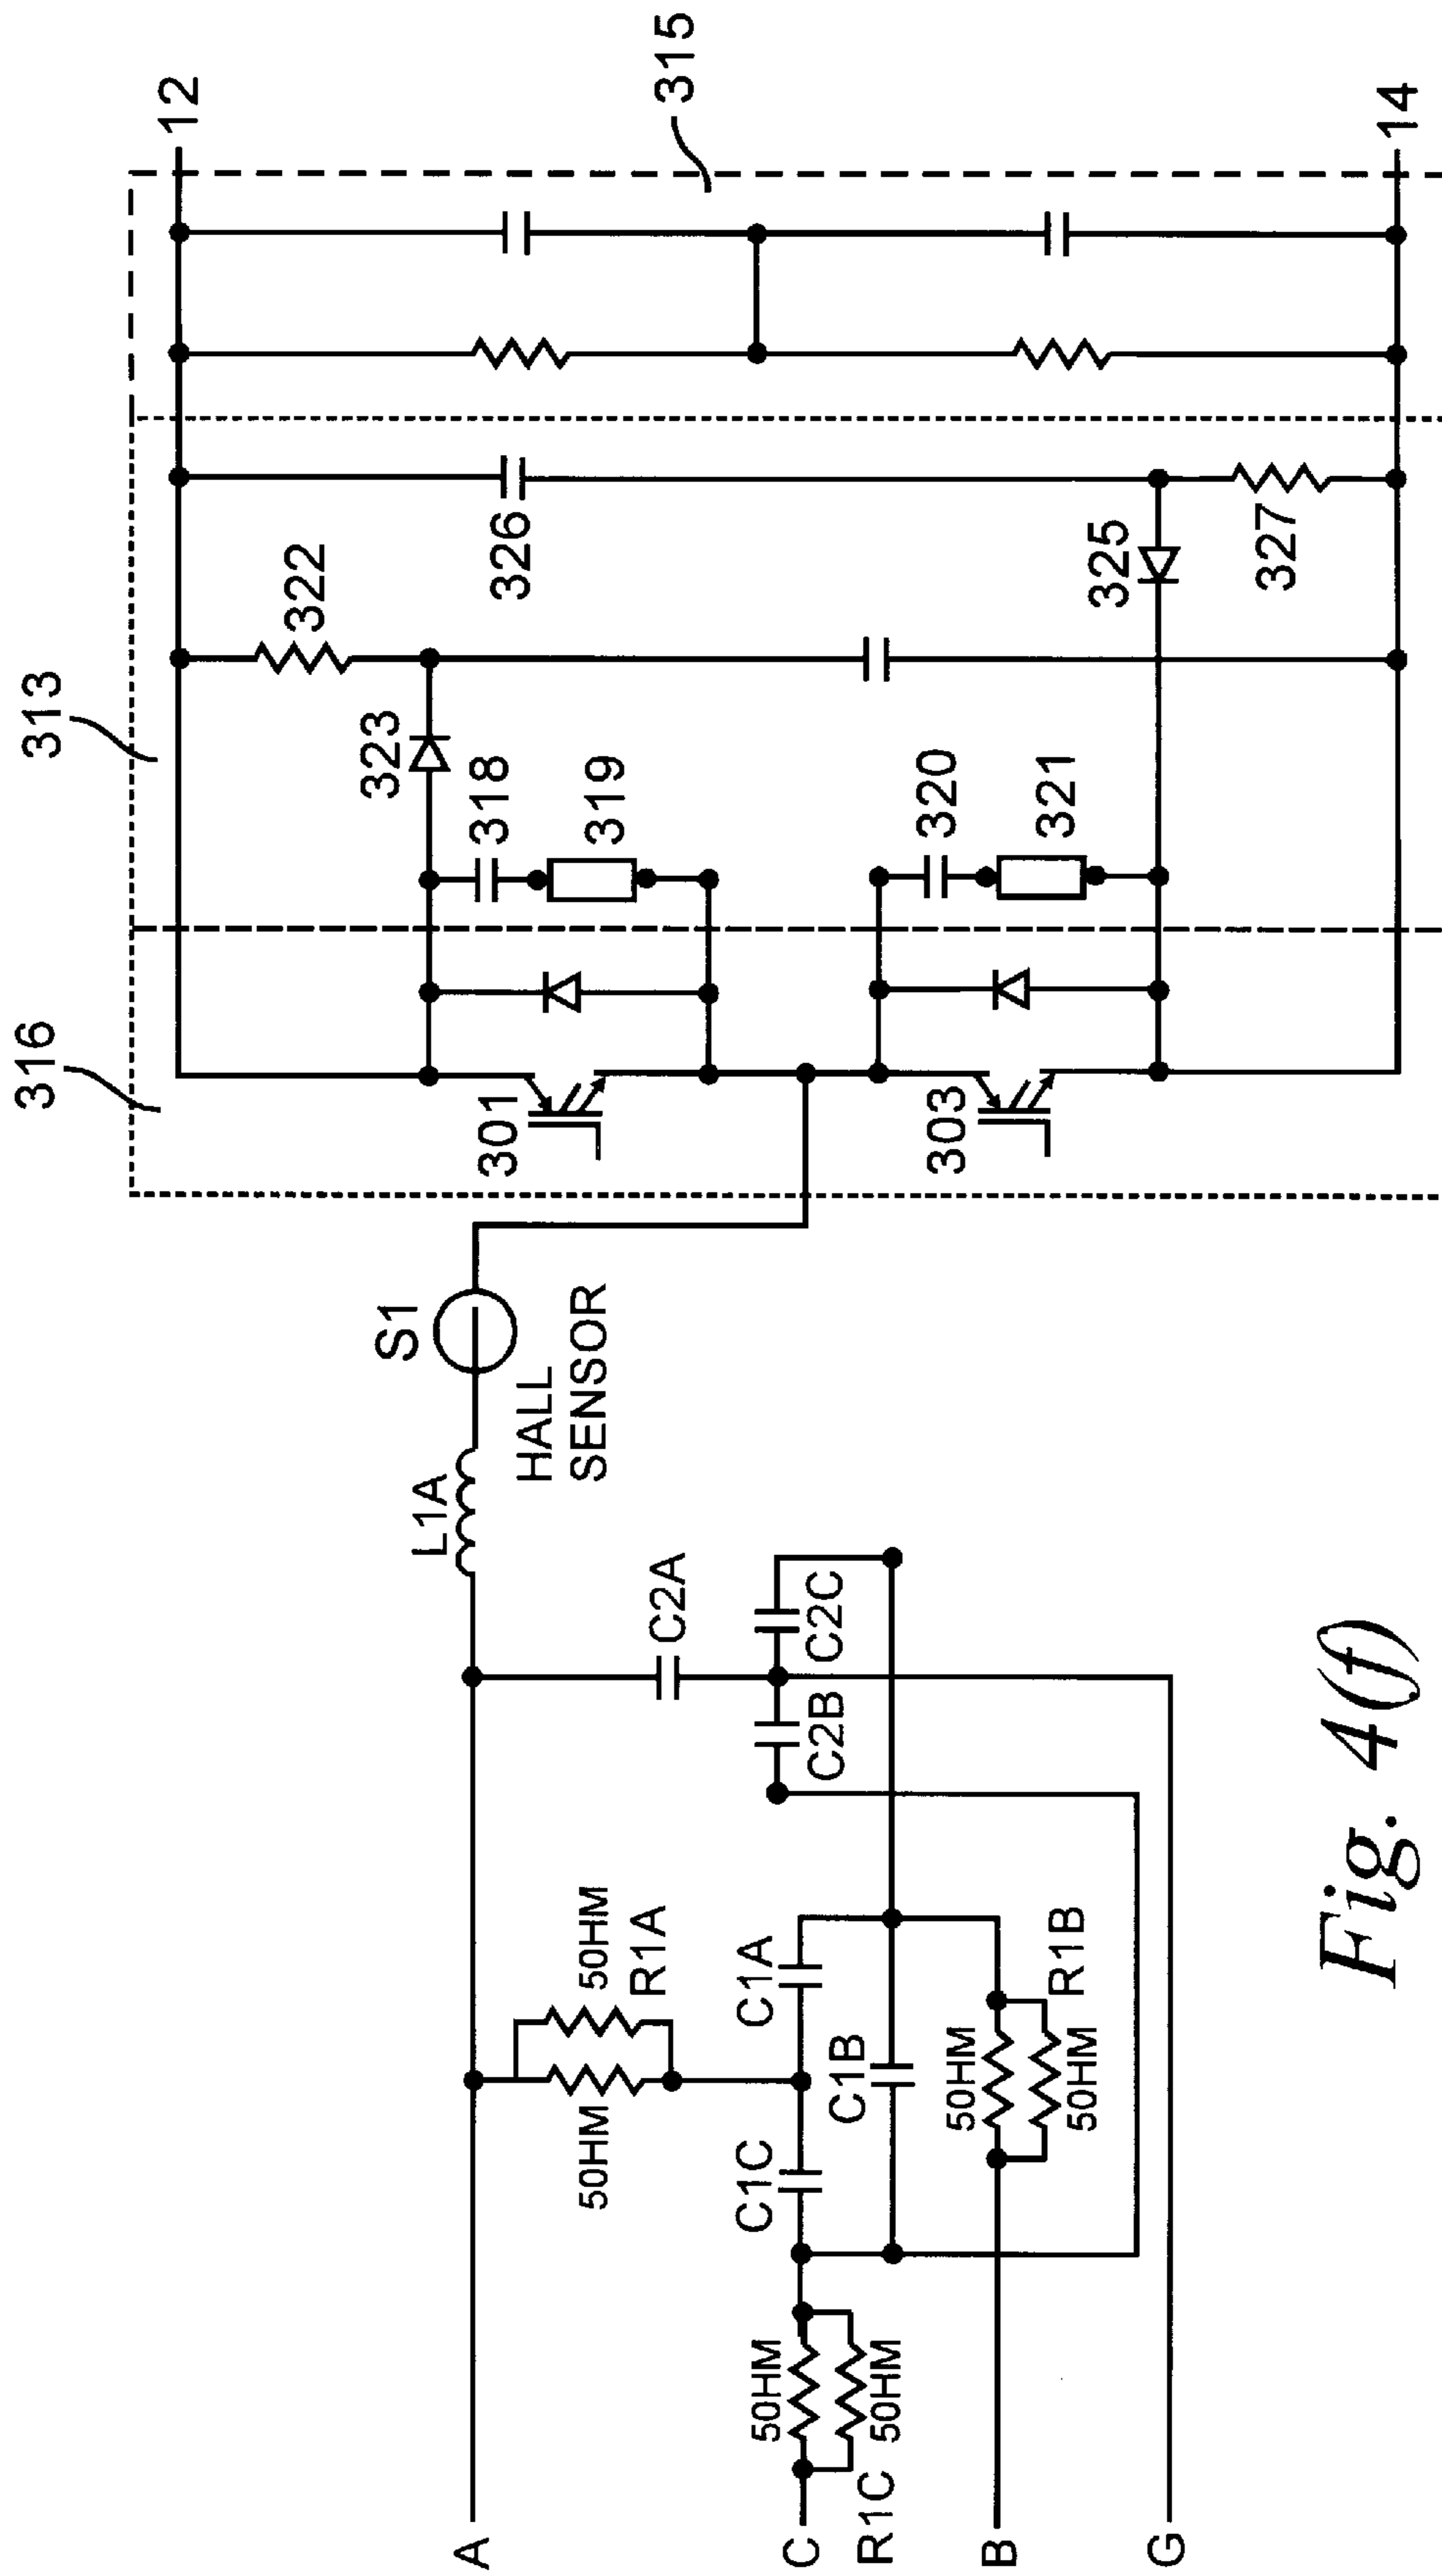 316
313
12
315
322
323
326
318
301
319
325
320
303
321
327
14
S1
HALL
SENSOR
L1A
C2A
C2C
C2B
50HM
R1A
50HM
C1A
C1C
C1B
50HM
50HM
R1B
50HM
50HM
R1C
A
C
B
G
Fig. 4(f)